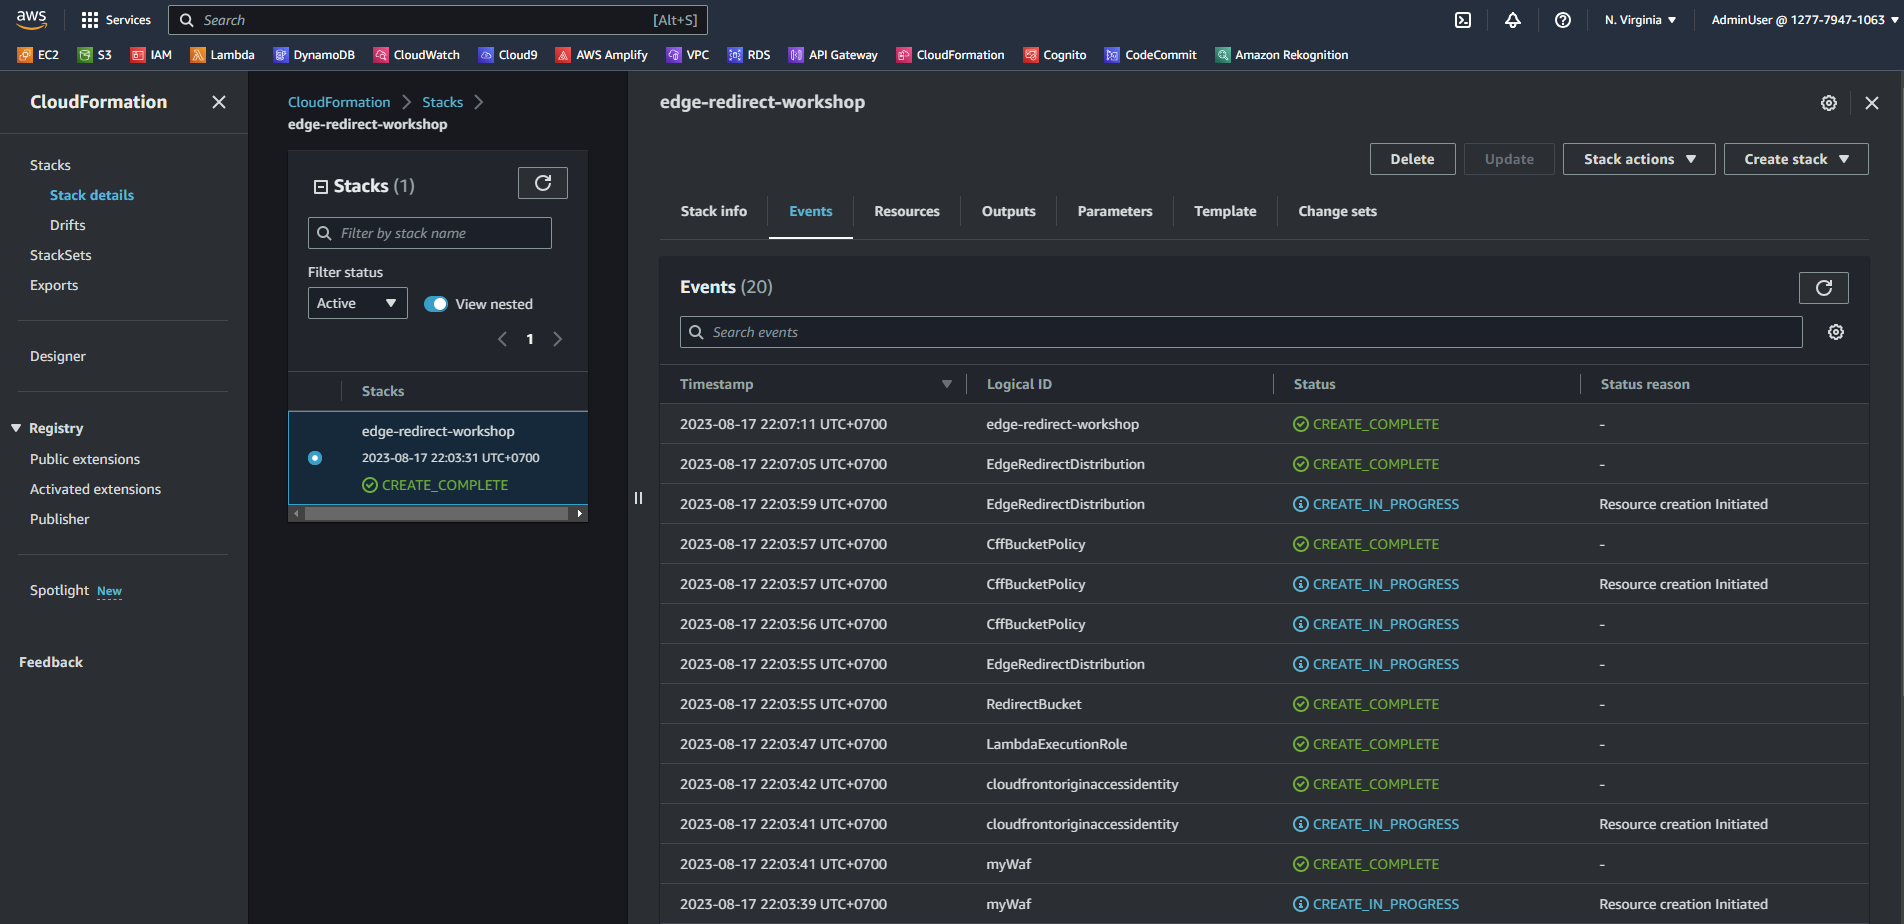 aws
Services
Search
[Alt+S]
N. Virginia
AdminUser @ 1277-7947-1063
EC2 S3 IAM Lambda DynamoDB CloudWatch Cloud9 AWS Amplify VPC RDS API Gateway CloudFormation Cognito CodeCommit Amazon Rekognition
CloudFormation
Stacks
Stack details
Drifts
StackSets
Exports
Designer
Registry
Public extensions
Activated extensions
Publisher
Spotlight New
Feedback
CloudFormation Stacks
edge-redirect-workshop
Stacks (1)
Filter by stack name
Filter status
Active
View nested
1
Stacks
edge-redirect-workshop
2023-08-17 22:03:31 UTC+0700
CREATE_COMPLETE
edge-redirect-workshop
Delete Update Stack actions Create stack
Stack info Events Resources Outputs Parameters Template Change sets
Events (20)
Search events
Timestamp Logical ID Status Status reason
2023-08-17 22:07:11 UTC+0700 edge-redirect-workshop CREATE_COMPLETE -
2023-08-17 22:07:05 UTC+0700 EdgeRedirectDistribution CREATE_COMPLETE -
2023-08-17 22:03:59 UTC+0700 EdgeRedirectDistribution CREATE_IN_PROGRESS Resource creation Initiated
2023-08-17 22:03:57 UTC+0700 CffBucketPolicy CREATE_COMPLETE -
2023-08-17 22:03:57 UTC+0700 CffBucketPolicy CREATE_IN_PROGRESS Resource creation Initiated
2023-08-17 22:03:56 UTC+0700 CffBucketPolicy CREATE_IN_PROGRESS -
2023-08-17 22:03:55 UTC+0700 EdgeRedirectDistribution CREATE_IN_PROGRESS -
2023-08-17 22:03:55 UTC+0700 RedirectBucket CREATE_COMPLETE -
2023-08-17 22:03:47 UTC+0700 LambdaExecutionRole CREATE_COMPLETE -
2023-08-17 22:03:42 UTC+0700 cloudfrontoriginaccessidentity CREATE_COMPLETE -
2023-08-17 22:03:41 UTC+0700 cloudfrontoriginaccessidentity CREATE_IN_PROGRESS Resource creation Initiated
2023-08-17 22:03:41 UTC+0700 myWaf CREATE_COMPLETE -
2023-08-17 22:03:39 UTC+0700 myWaf CREATE_IN_PROGRESS Resource creation Initiated